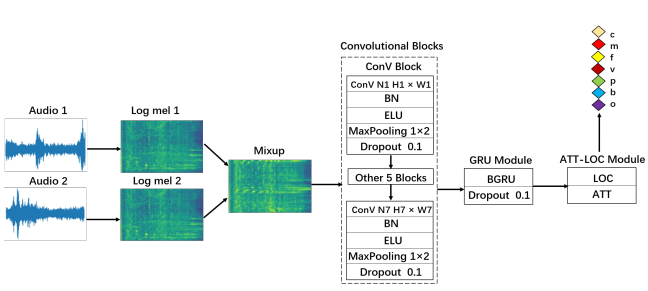 Audio 1
Log mel 1
Audio 2
Log mel 2
Mixup
Convolutional Blocks
ConV Block
ConV N1 H1 × W1
BN
ELU
MaxPooling 1×2
Dropout 0.1
Other 5 Blocks
ConV N7 H7 × W7
BN
ELU
MaxPooling 1×2
Dropout 0.1
GRU Module
BGRU
Dropout 0.1
ATT-LOC Module
LOC
ATT
c
m
f
v
p
b
o